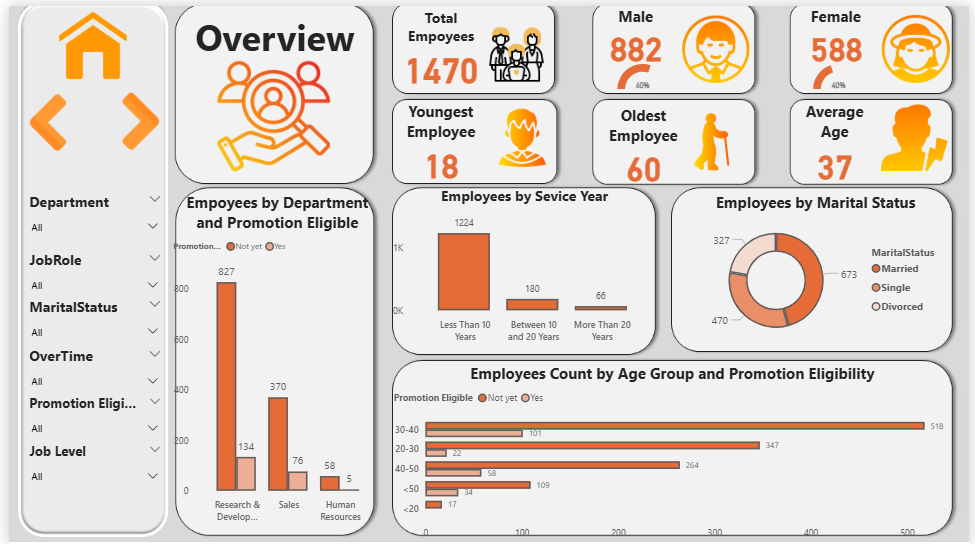 Department
All
JobRole
All
MaritalStatus
All
OverTime
All
Promotion Eligi...
All
Job Level
All
Overview
Total
Empoyees
1470
Male
882
60%
Female
588
40%
Youngest
Employee
18
Oldest
Employee
60
Average
Age
37
Empoyees by Department
and Promotion Eligible
Promotion... Not yet Yes
827
800
600
400
370
200
134
76
58
5
0
Research &
Develop...
Sales
Human
Resources
Employees by Sevice Year
1224
1K
180
66
0K
Less Than 10
Years
Between 10
and 20 Years
More Than 20
Years
Employees by Marital Status
327
673
470
MaritalStatus
Married
Single
Divorced
Employees Count by Age Group and Promotion Eligibility
Promotion Eligible Not yet Yes
30-40 518
101
20-30 347
22
40-50 264
58
<50 109
34
<20 17
0 100 200 300 400 500